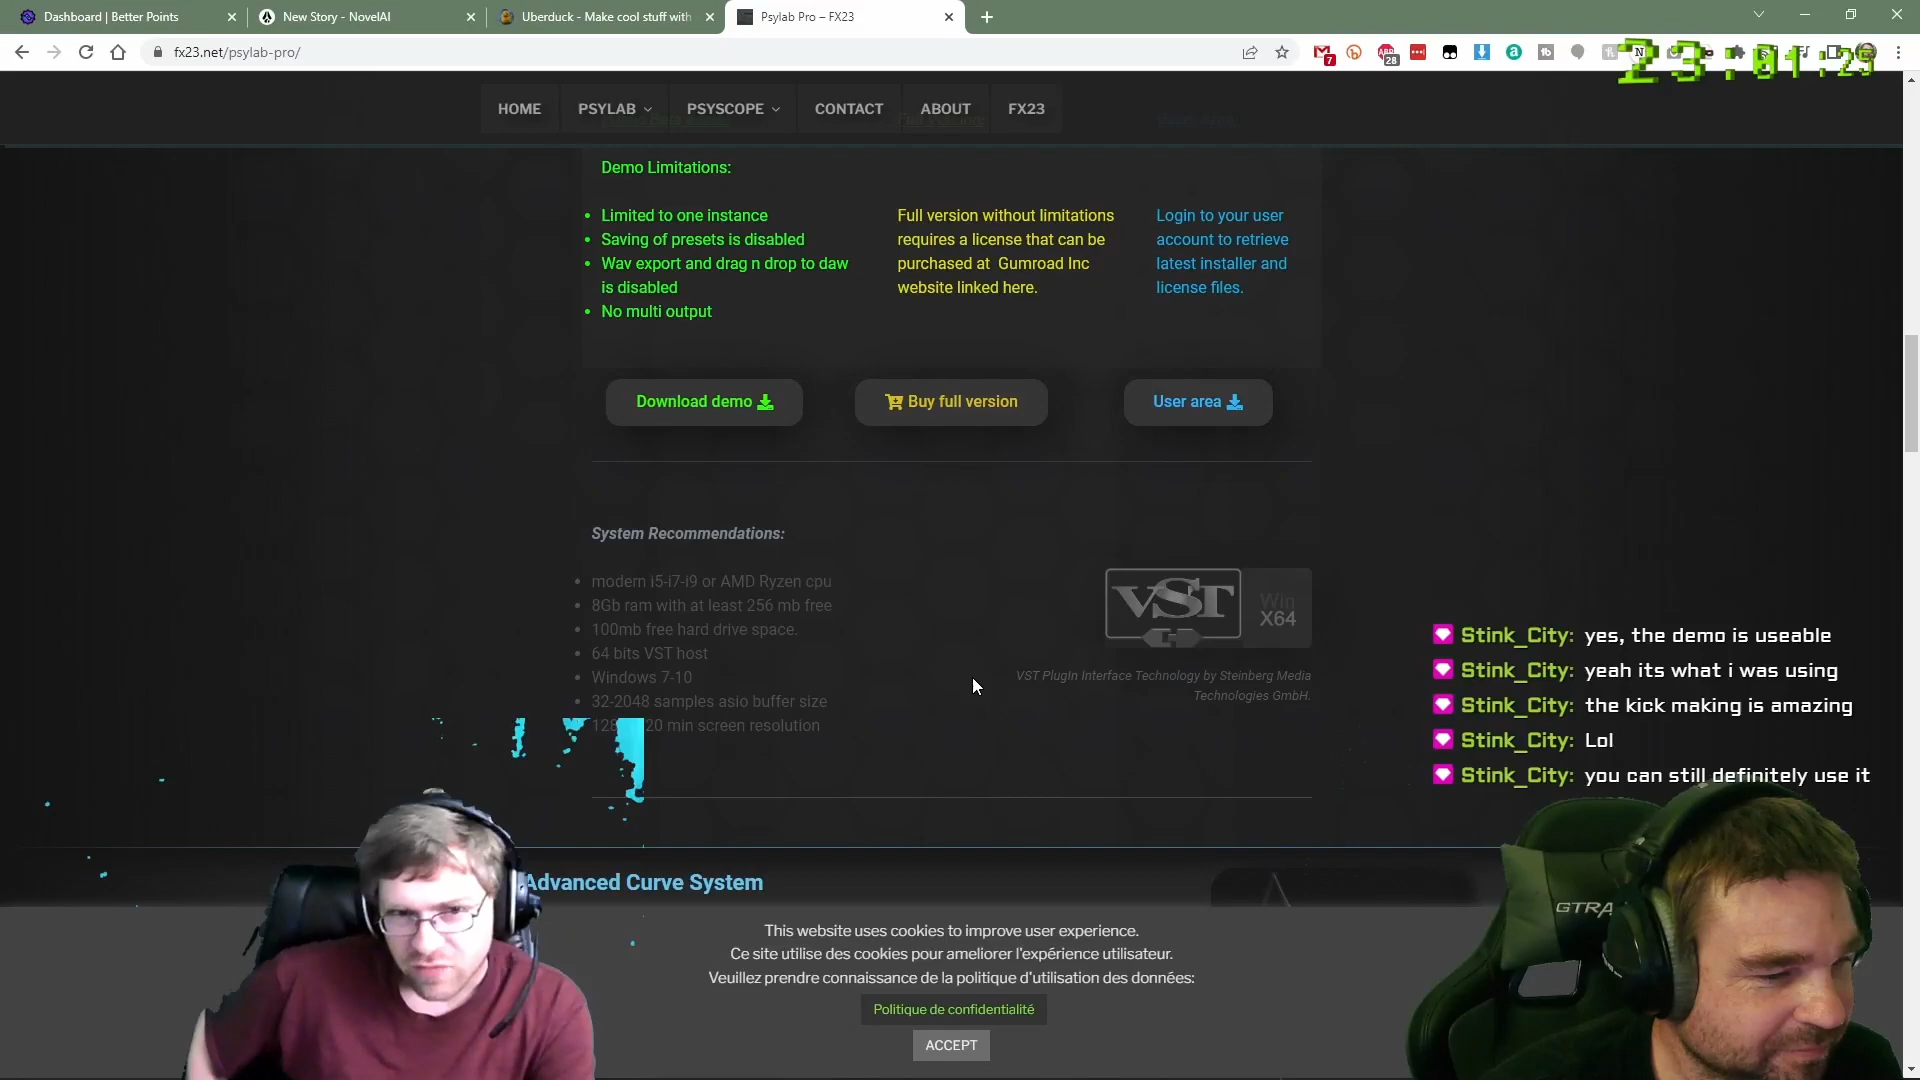 Dashboard | Better Points
New Story - NovelAI
Uberduck - Make cool stuff with
Psylab Pro – FX23
fx23.net/psylab-pro/
7
28
23:01:25
HOME
PSYLAB
PSYSCOPE
CONTACT
ABOUT
FX23
Demo Limitations:
Limited to one instance
Saving of presets is disabled
Wav export and drag n drop to daw
is disabled
No multi output
Full version without limitations
requires a license that can be
purchased at Gumroad Inc
website linked here.
Login to your user
account to retrieve
latest installer and
license files.
Download demo
Buy full version
User area
System Recommendations:
modern i5-i7-i9 or AMD Ryzen cpu
8Gb ram with at least 256 mb free
100mb free hard drive space.
64 bits VST host
Windows 7-10
32-2048 samples asio buffer size
20 min screen resolution
VST
Win
X64
VST PlugIn Interface Technology by Steinberg Media
Technologies GmbH.
Stink_City: yes, the demo is useable
Stink_City: yeah its what i was using
Stink_City: the kick making is amazing
Stink_City: Lol
Stink_City: you can still definitely use it
Advanced Curve System
GTRA
This website uses cookies to improve user experience.
Ce site utilise des cookies pour ameliorer l'expérience utilisateur.
Veuillez prendre connaissance de la politique d'utilisation des données:
Politique de confidentialité
ACCEPT